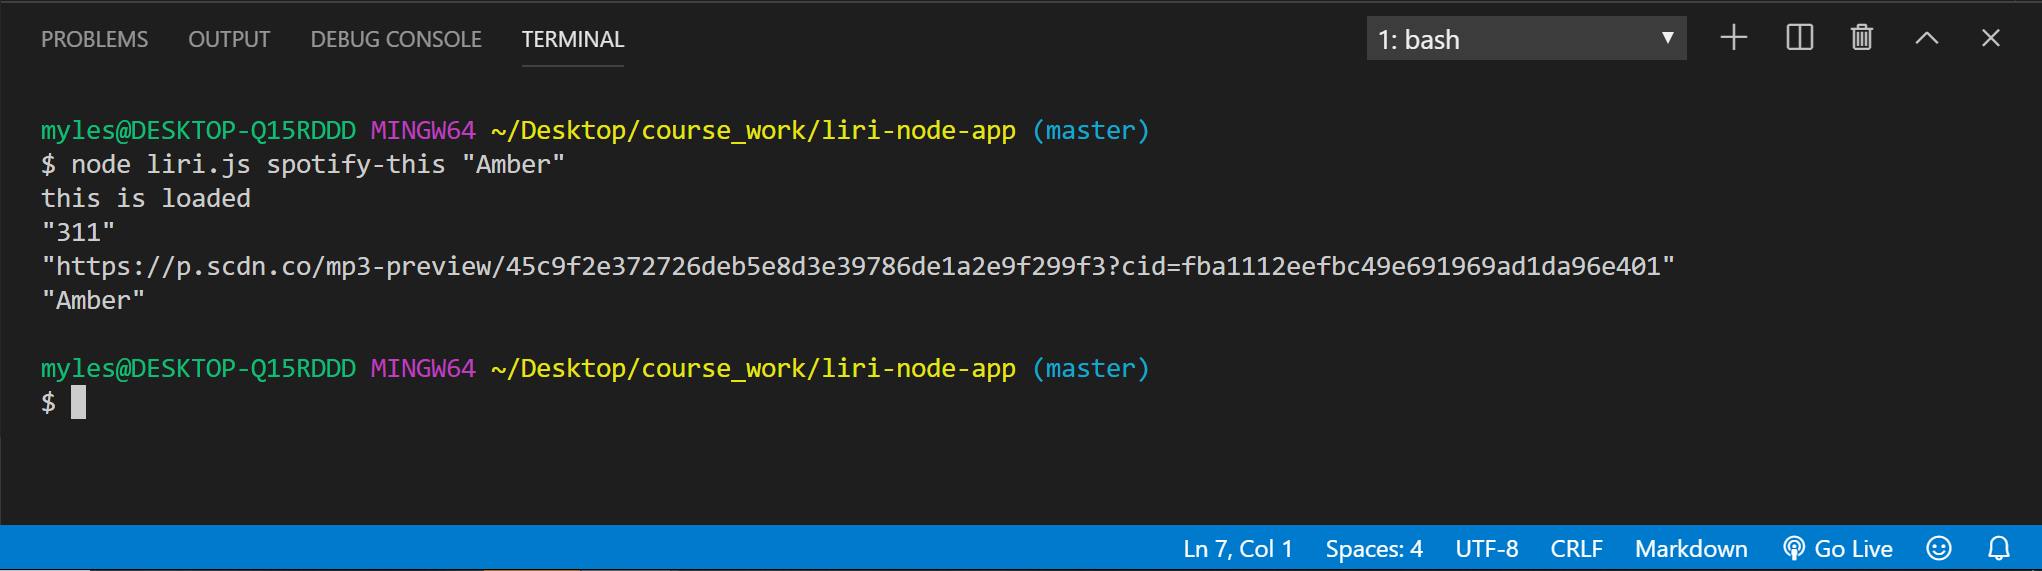 PROBLEMS OUTPUT DEBUG CONSOLE TERMINAL 1: bash
myles@DESKTOP-Q15RDDD MINGW64 ~/Desktop/course_work/liri-node-app (master)
$ node liri.js spotify-this "Amber"
this is loaded
"311"
"https://p.scdn.co/mp3-preview/45c9f2e372726deb5e8d3e39786de1a2e9f299f3?cid=fba1112eefbc49e691969ad1da96e401"
"Amber"
myles@DESKTOP-Q15RDDD MINGW64 ~/Desktop/course_work/liri-node-app (master)
$
Ln 7, Col 1 Spaces: 4 UTF-8 CRLF Markdown Go Live